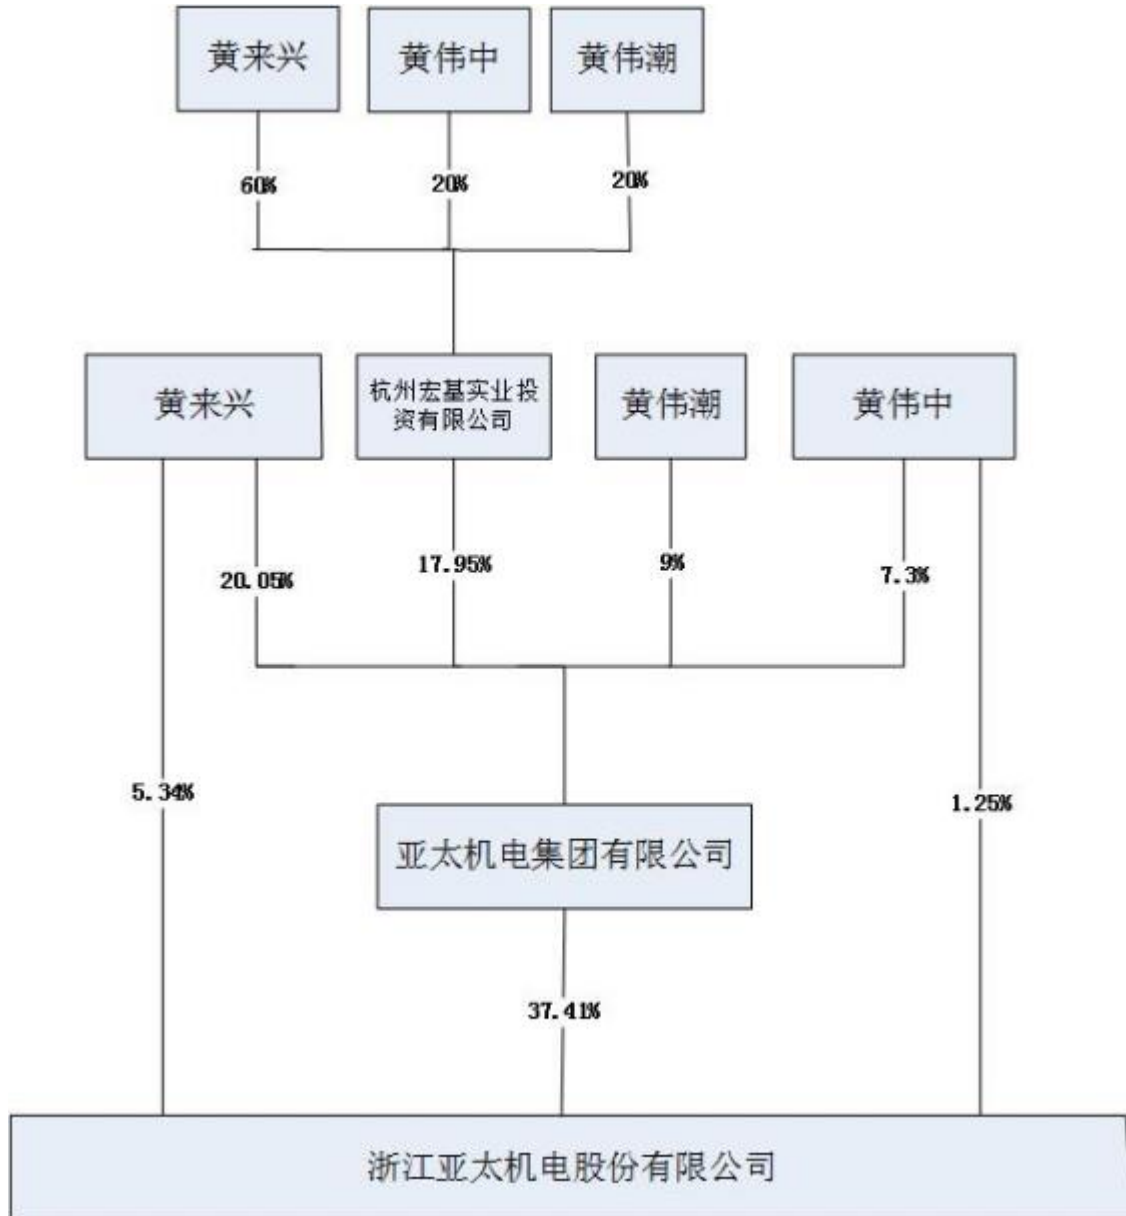 黄来兴
黄伟中
黄伟潮
60%
20%
20%
黄来兴
杭州宏基实业投
资有限公司
黄伟潮
黄伟中
20.05%
17.95%
9%
7.3%
5.34%
1.25%
亚太机电集团有限公司
37.41%
浙江亚太机电股份有限公司